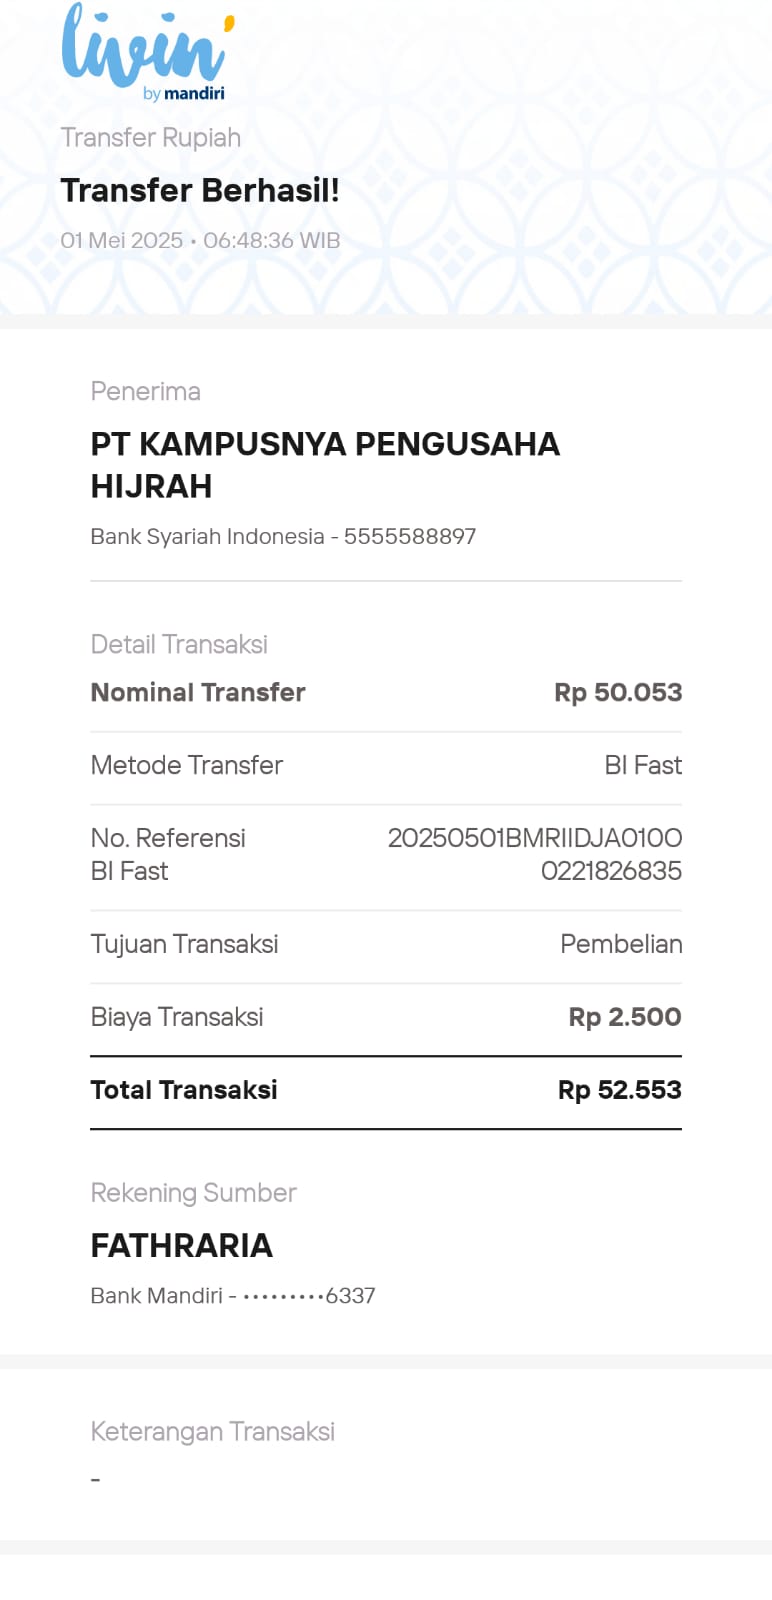 livin'
by mandiri
Transfer Rupiah
Transfer Berhasil!
01 Mei 2025 • 06:48:36 WIB
Penerima
PT KAMPUSNYA PENGUSAHA
HIJRAH
Bank Syariah Indonesia - 5555588897
Detail Transaksi
Nominal Transfer Rp 50.053
Metode Transfer BI Fast
No. Referensi 20250501BMRIIDJA010O
BI Fast 0221826835
Tujuan Transaksi Pembelian
Biaya Transaksi Rp 2.500
Total Transaksi Rp 52.553
Rekening Sumber
FATHRARIA
Bank Mandiri - •••••••••6337
Keterangan Transaksi
-